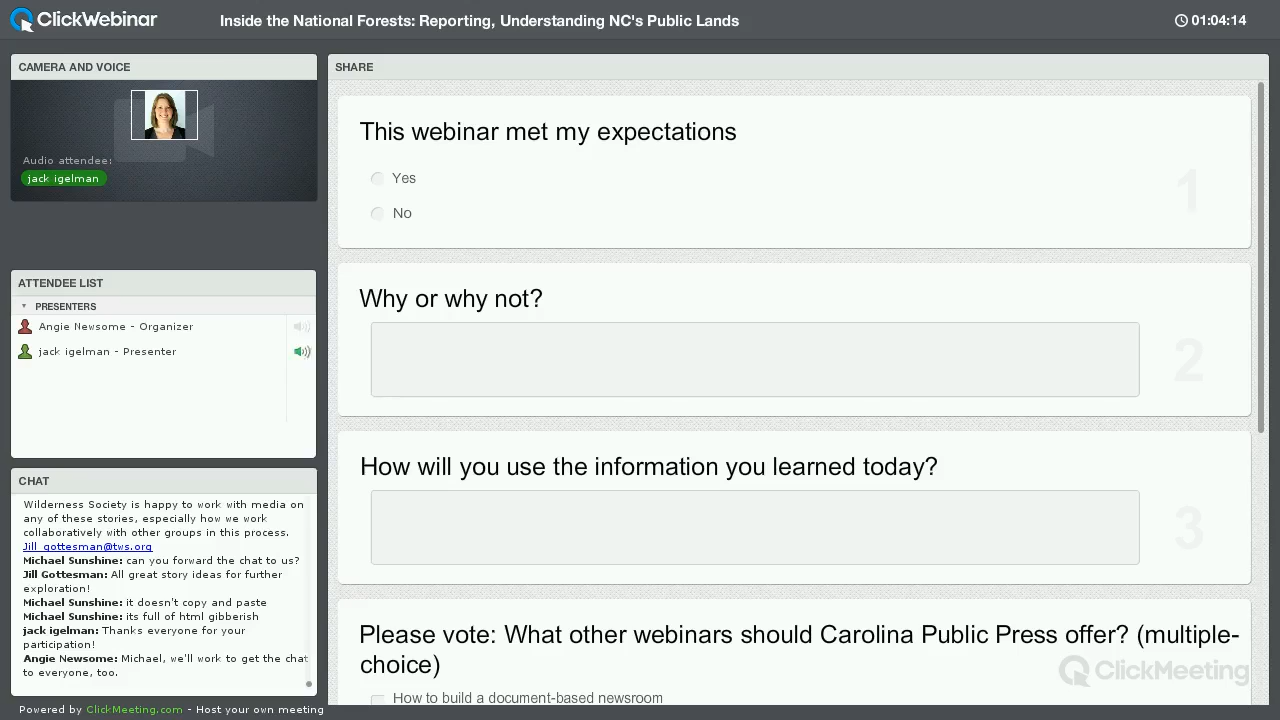 ClickWebinar
Inside the National Forests: Reporting, Understanding NC's Public Lands
01:04:14
CAMERA AND VOICE
Audio attendee:
jack igelman
ATTENDEE LIST
PRESENTERS
Angie Newsome - Organizer
jack igelman - Presenter
CHAT
Wilderness Society is happy to work with media on
any of these stories, especially how we work
collaboratively with other groups in this process.
Jill_gottesman@tws.org
Michael Sunshine: can you forward the chat to us?
Jill Gottesman: All great story ideas for further
exploration!
Michael Sunshine: it doesn't copy and paste
Michael Sunshine: its full of html gibberish
jack igelman: Thanks everyone for your
participation!
Angie Newsome: Michael, we'll work to get the chat
to everyone, too.
Powered by ClickMeeting.com - Host your own meeting
SHARE
This webinar met my expectations
Yes
No
1
Why or why not?
2
How will you use the information you learned today?
3
Please vote: What other webinars should Carolina Public Press offer? (multiple-
choice)
How to build a document-based newsroom
ClickMeeting